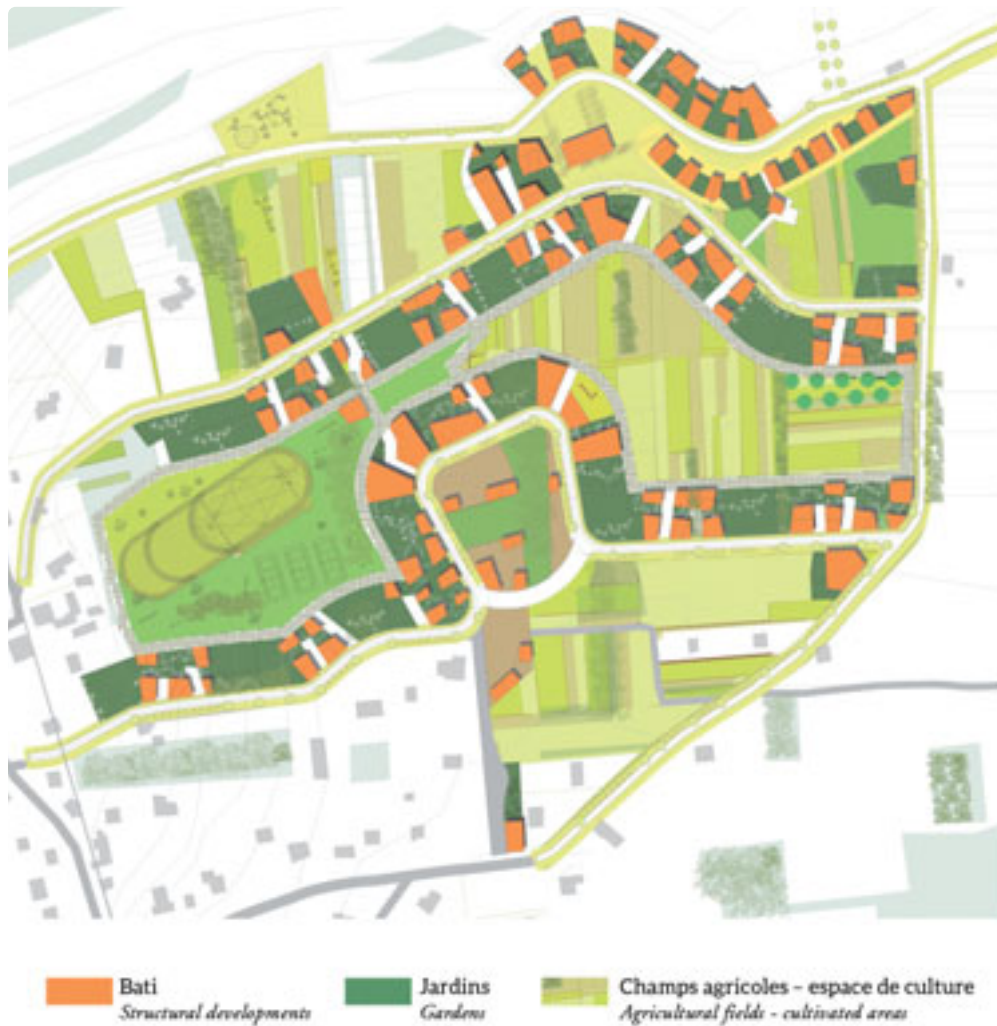 Bati
Structural developments
Jardins
Gardens
Champs agricoles – espace de culture
Agricultural fields - cultivated areas